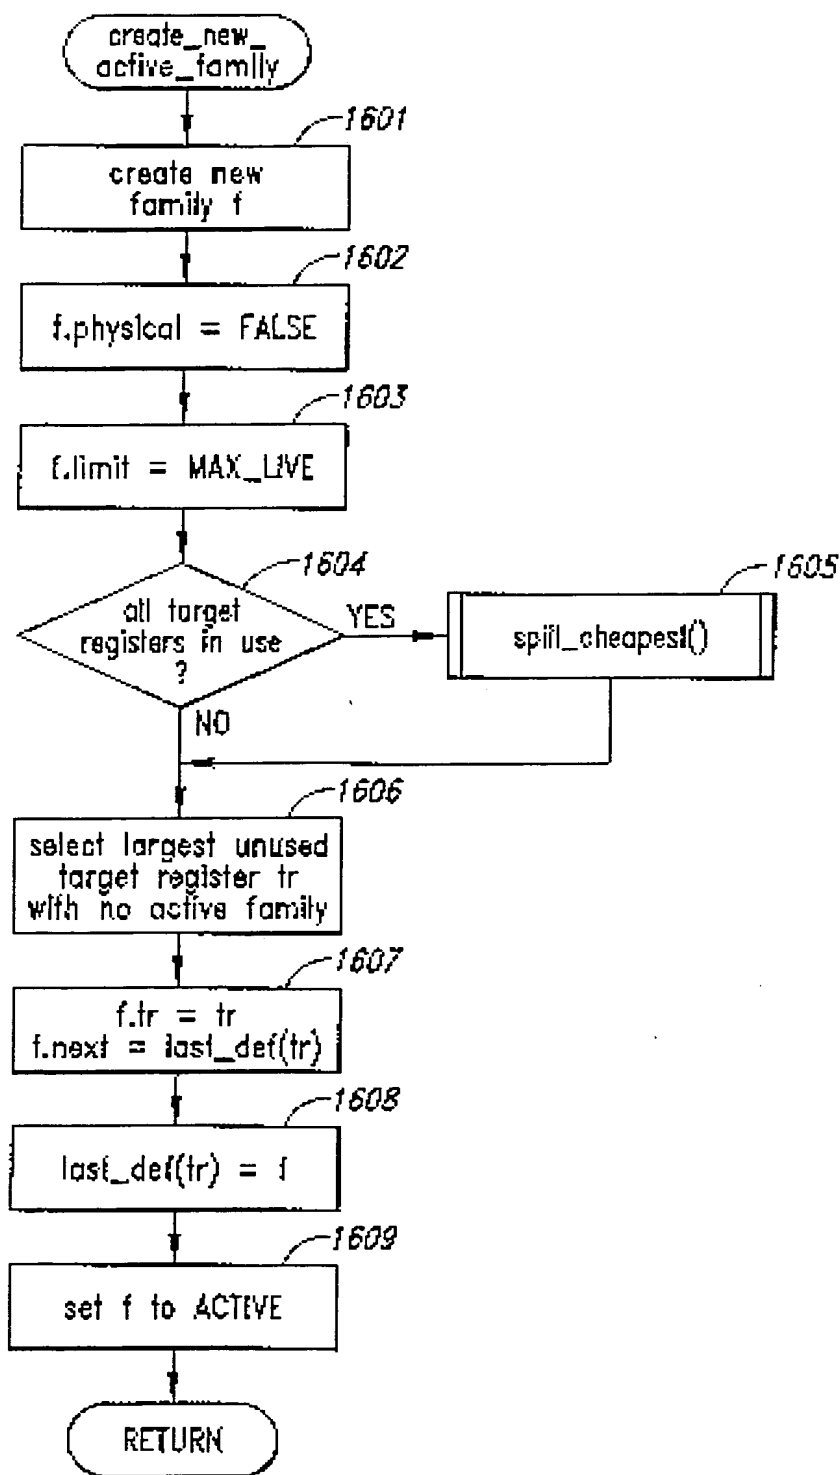 create_new_
active_family
1601
create new
family f
1602
f.physical = FALSE
1603
f.limit = MAX_LIVE
1604
all target
registers in use
?
YES
1605
spill_cheapest()
NO
1606
select largest unused
target register tr
with no active family
1607
f.tr = tr
f.next = last_def(tr)
1608
last_def(tr) = f
1609
set f to ACTIVE
RETURN